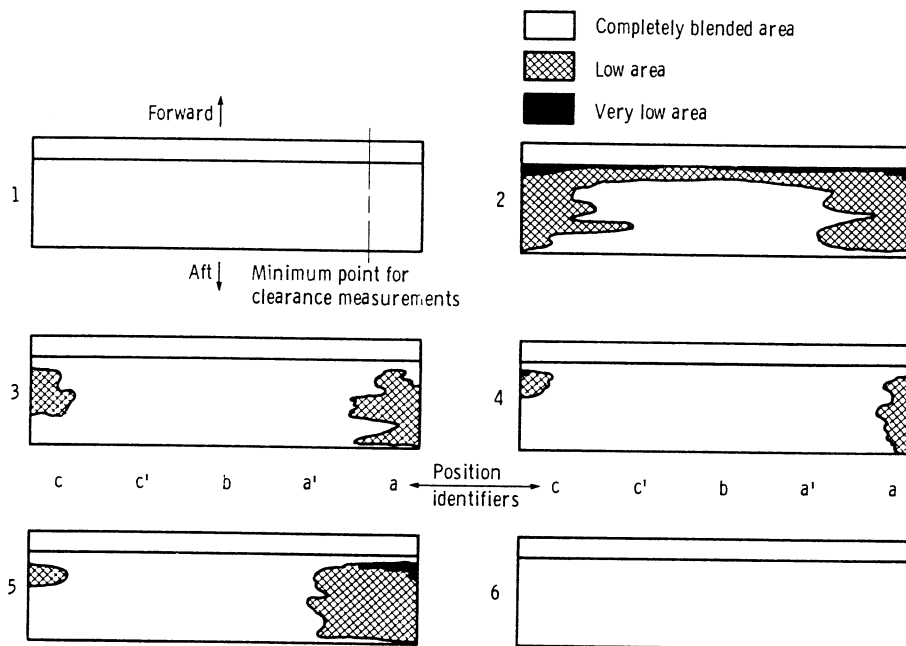 Completely blended area
Low area
Very low area
Forward
1
2
Aft
Minimum point for
clearance measurements
3
4
c c' b a' a
Position
identifiers
c c' b a' a
5
6